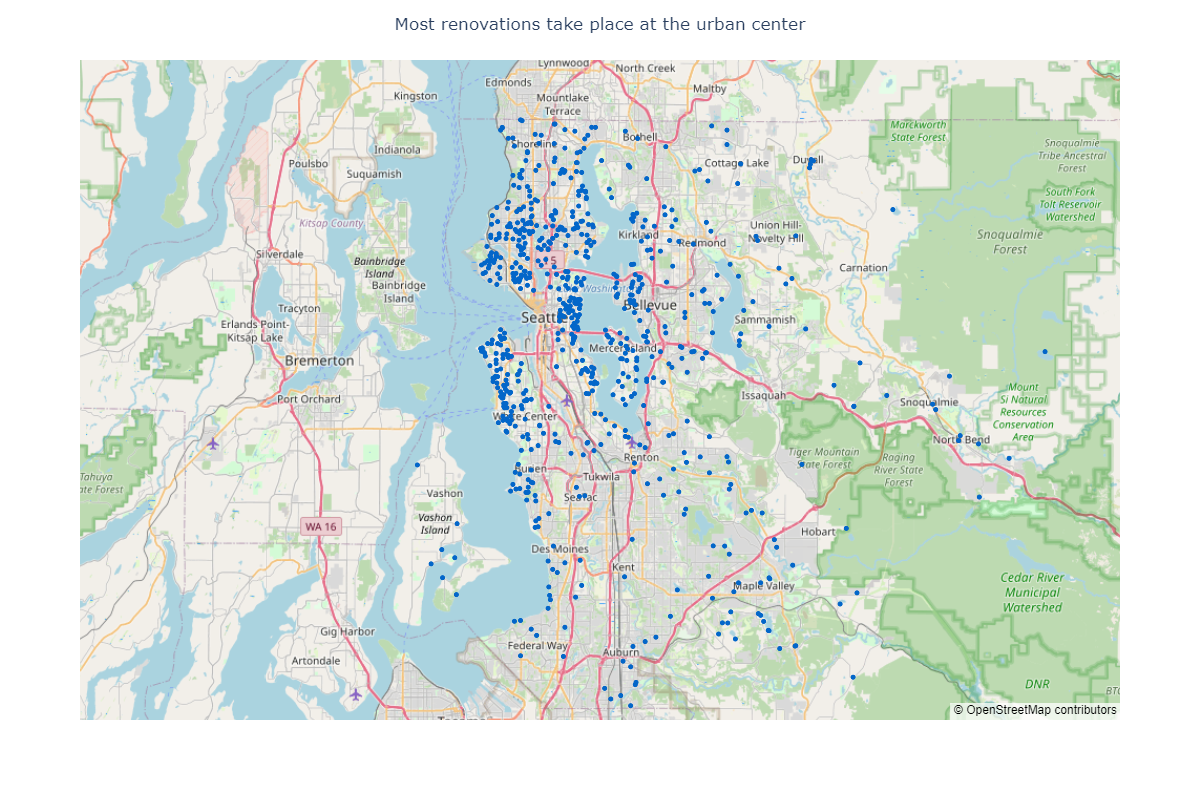 Most renovations take place at the urban center
Lynnwood
North Creek
Edmonds
Maltby
Kingston
Mountlake
Terrace
Marckworth
State Forest
Bothell
Shoreline
Indianola
Snoqualmie
Tribe Ancestral
Forest
Poulsbo
Cottage Lake
Duvall
Suquamish
South Fork
Tolt Reservoir
Watershed
Kitsap County
Union Hill-
Novelty Hill
Kirkland
Redmond
Snoqualmie
Forest
Silverdale
Bainbridge
Island
Bainbridge
Island
5
Carnation
Washington
Tracyton
Bellevue
Seattle
Sammamish
Erlands Point-
Kitsap Lake
Mercer Island
Bremerton
Port Orchard
Issaquah
Snoqualmie
Mount
Si Natural
Resources
Conservation
Area
White Center
North Bend
Tiger Mountain
State Forest
Raging
River State
Forest
Renton
Burien
Tukwila
Tahuya
ate Forest
Vashon
SeaTac
Vashon
Island
WA 16
Hobart
Des Moines
Kent
Maple Valley
Cedar River
Municipal
Watershed
Gig Harbor
Federal Way
Auburn
Artondale
DNR
Tacoma
© OpenStreetMap contributors